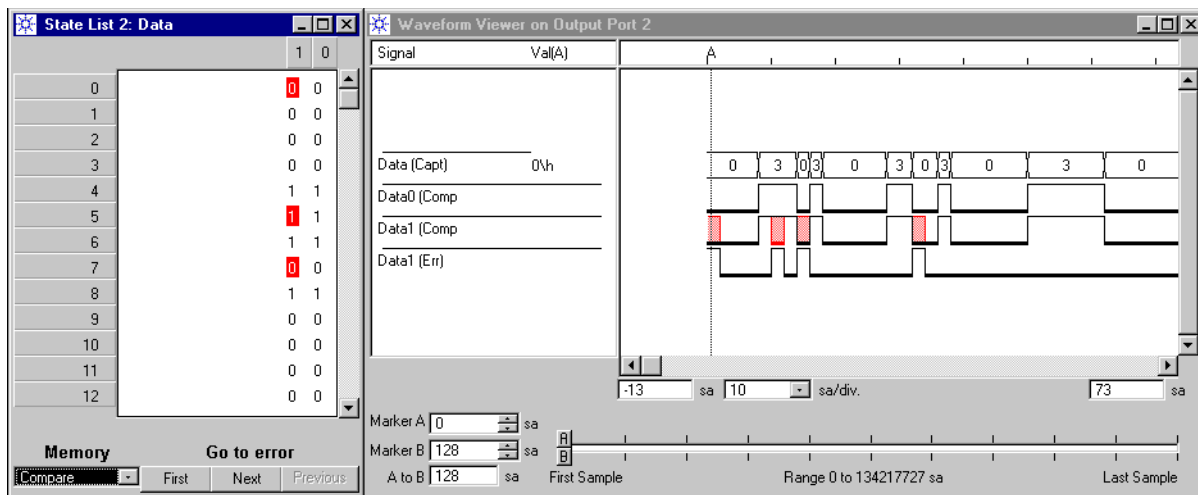 State List 2: Data
1 0
0 0 0
1 0 0
2 0 0
3 0 0
4 1 1
5 1 1
6 1 1
7 0 0
8 1 1
9 0 0
10 0 0
11 0 0
12 0 0
Memory Go to error
Compare First Next Previous
Waveform Viewer on Output Port 2
Signal Val(A) A
Data (Capt) 0\h 0 3 0 3 0 3 0 3 0 3 0
Data0 (Comp
Data1 (Comp
Data1 (Err)
-13 sa 10 sa/div. 73 sa
Marker A 0 sa
A
Marker B 128 sa
B
A to B 128 sa First Sample Range 0 to 134217727 sa Last Sample